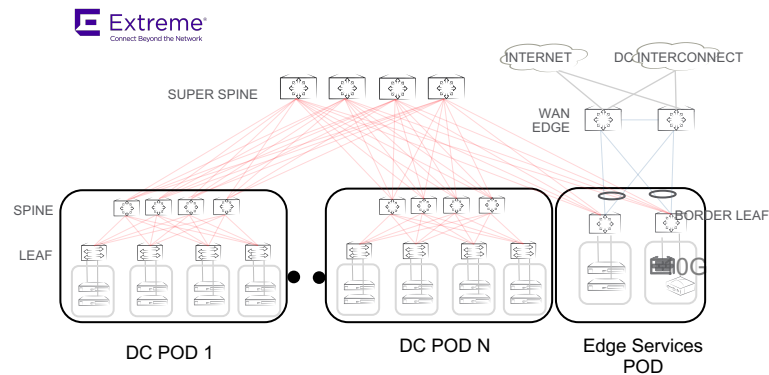 Extreme®
Connect Beyond the Network
INTERNET
DC INTERCONNECT
SUPER SPINE
WAN
EDGE
SPINE
BORDER LEAF
LEAF
DC POD 1
DC POD N
Edge Services
POD